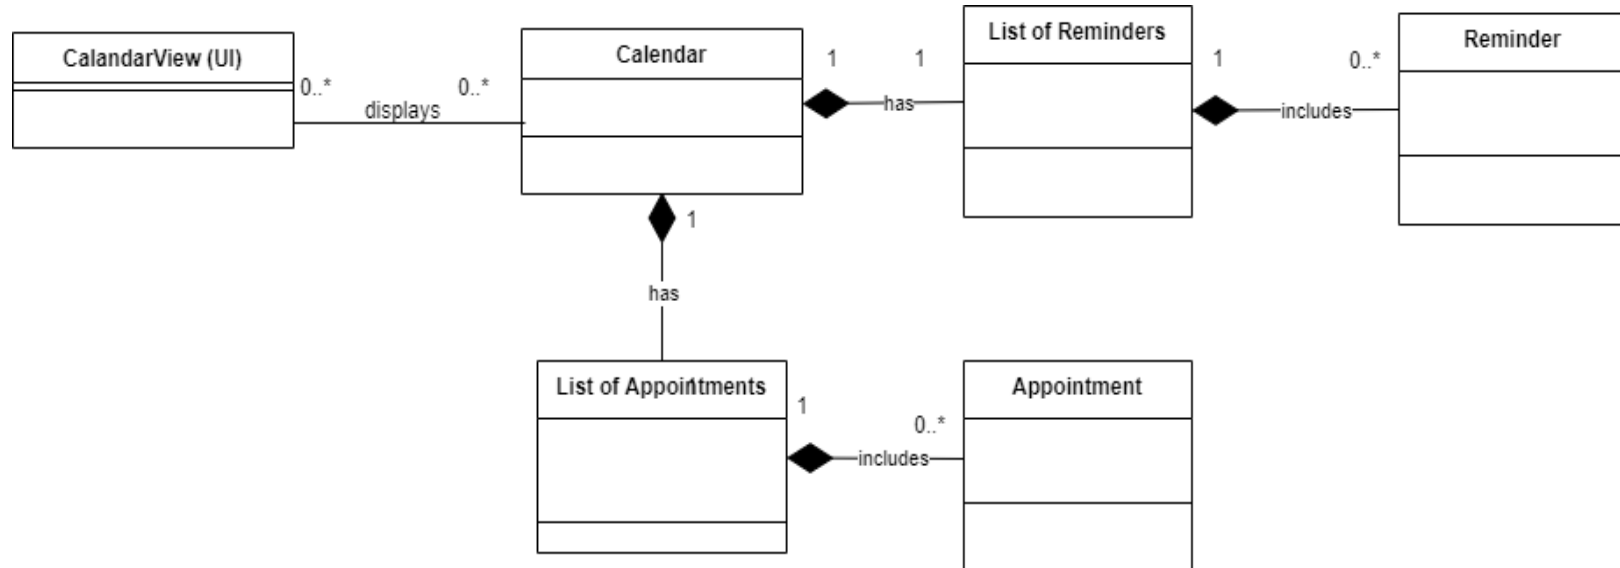 CalandarView (UI)
0..*
displays
0..*
Calendar
1
has
1
List of Reminders
1
includes
0..*
Reminder
1
has
1
List of Appointments
1
includes
0..*
Appointment